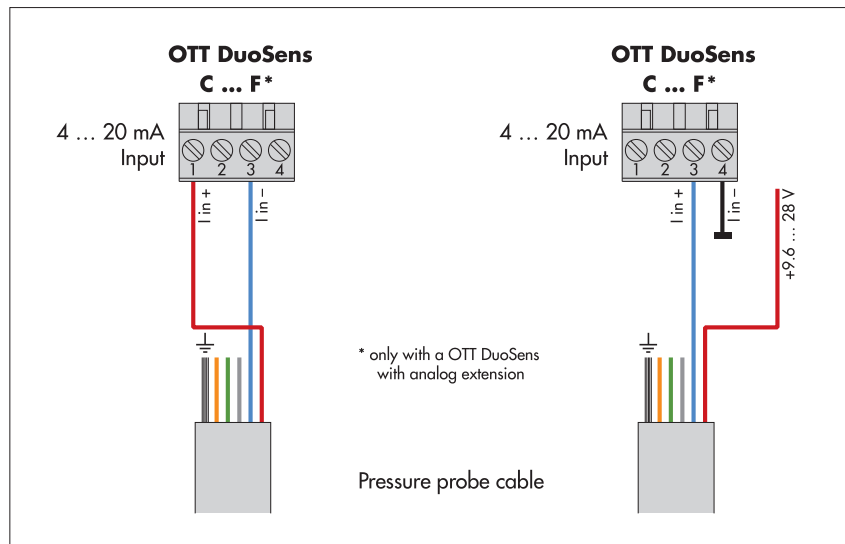 OTT DuoSens
C ... F*
4 ... 20 mA
Input
1 2 3 4
I in +
I in –
OTT DuoSens
C ... F*
4 ... 20 mA
Input
1 2 3 4
I in +
I in –
+9.6 ... 28 V
* only with a OTT DuoSens
with analog extension
Pressure probe cable